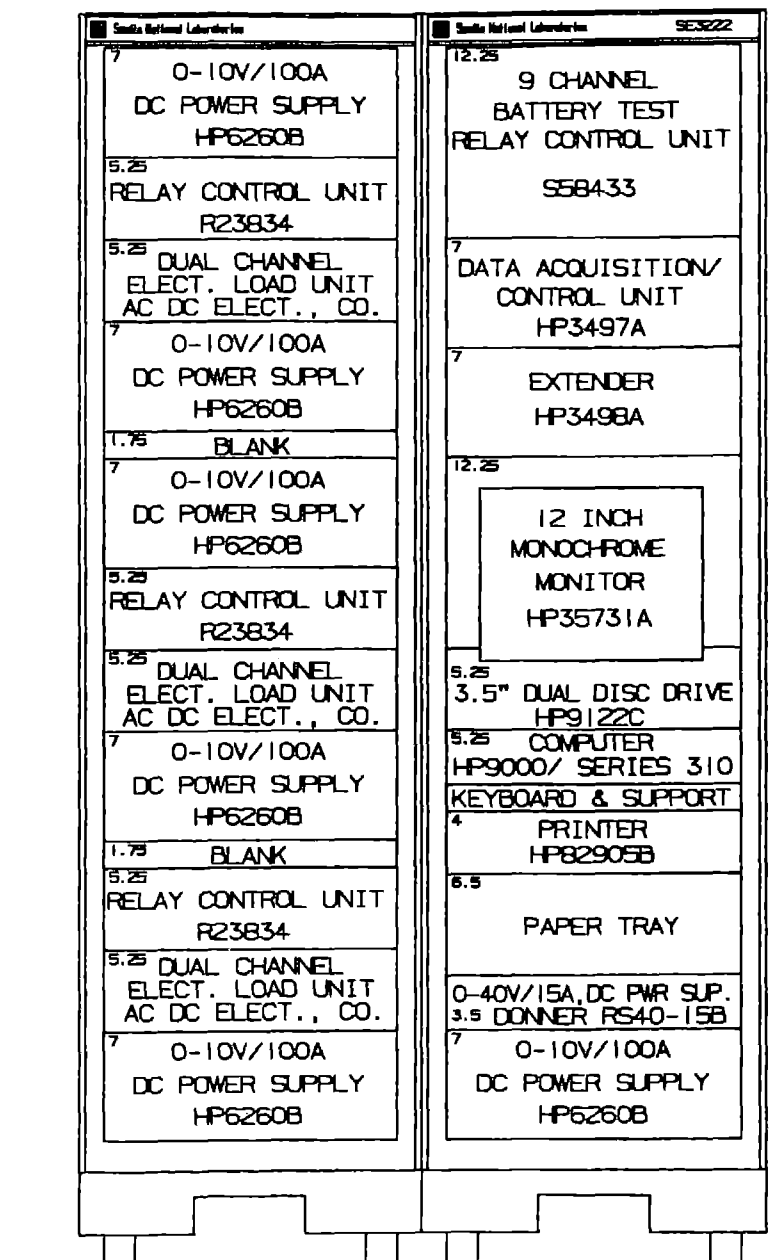 Sandia National Laboratories
7
0-10V/100A
DC POWER SUPPLY
HP6260B
5.25
RELAY CONTROL UNIT
R23834
5.25
DUAL CHANNEL
ELECT. LOAD UNIT
AC DC ELECT., CO.
7
0-10V/100A
DC POWER SUPPLY
HP6260B
1.75
BLANK
7
0-10V/100A
DC POWER SUPPLY
HP6260B
5.25
RELAY CONTROL UNIT
R23834
5.25
DUAL CHANNEL
ELECT. LOAD UNIT
AC DC ELECT., CO.
7
0-10V/100A
DC POWER SUPPLY
HP6260B
1.75
BLANK
5.25
RELAY CONTROL UNIT
R23834
5.25
DUAL CHANNEL
ELECT. LOAD UNIT
AC DC ELECT., CO.
7
0-10V/100A
DC POWER SUPPLY
HP6260B
Sandia National Laboratories SE3222
12.25
9 CHANNEL
BATTERY TEST
RELAY CONTROL UNIT
S58433
7
DATA ACQUISITION/
CONTROL UNIT
HP3497A
7
EXTENDER
HP3498A
12.25
12 INCH
MONOCHROME
MONITOR
HP35731A
5.25
3.5" DUAL DISC DRIVE
HP9122C
5.25
COMPUTER
HP9000/ SERIES 310
KEYBOARD & SUPPORT
4
PRINTER
HP82905B
6.5
PAPER TRAY
0-40V/15A,DC PWR SUP.
3.5 DONNER RS40-15B
7
0-10V/100A
DC POWER SUPPLY
HP6260B